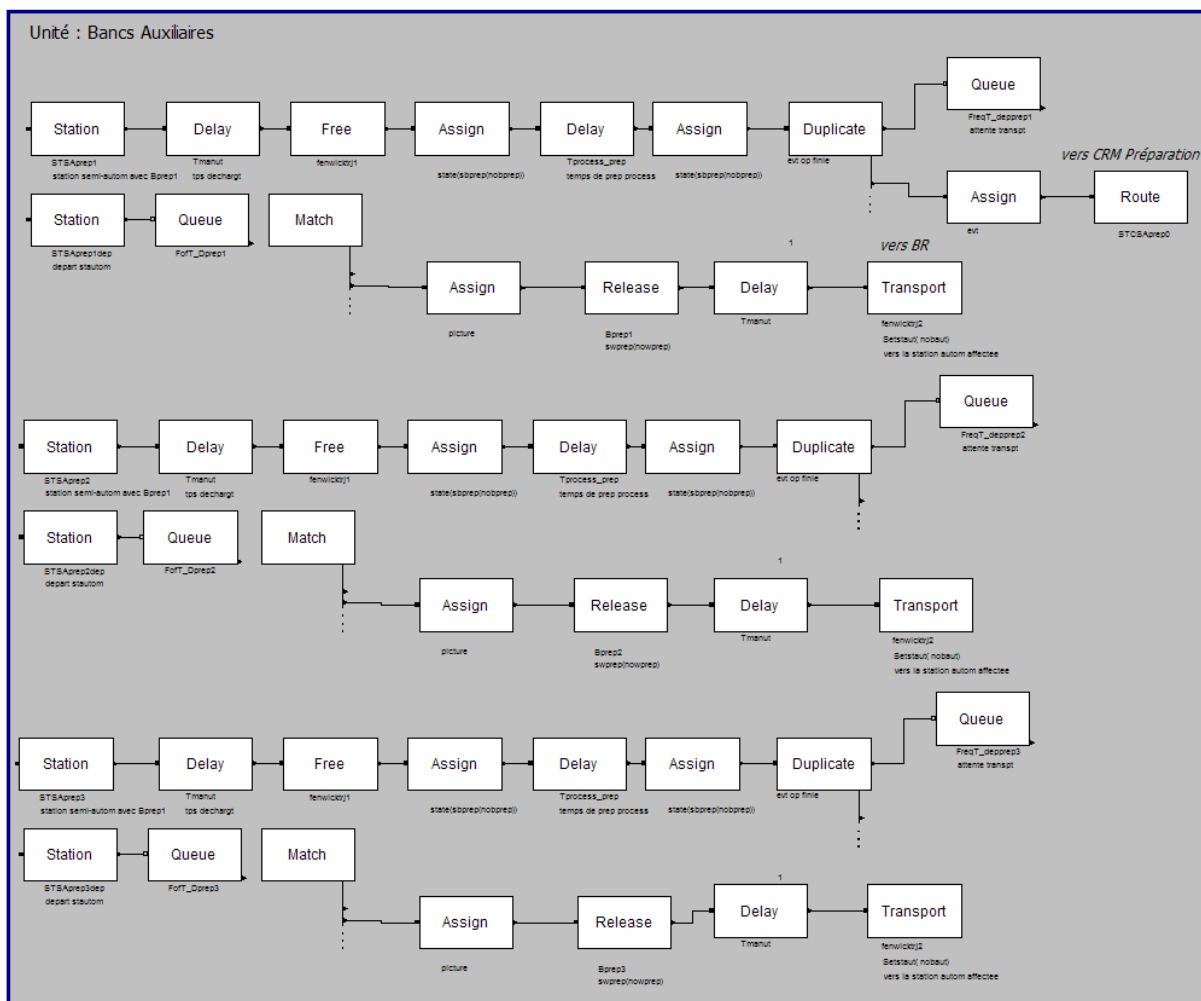 Unité : Bancs Auxiliaires
Queue
FreqT_depprep1
attente transpt
Station
Delay
Free
Assign
Delay
Assign
Duplicate
STSAprep1
station semi-autom avec Bprep1
Tmanut
tps dechargt
fenwicktrj1
state(sbprep(nobprep))
Tprocess_prep
temps de prep process
state(sbprep(nobprep))
evt op finie
vers CRM Préparation
Assign
evt
Route
STCSAprep0
Station
STSAprep1dep
depart stautom
Queue
FofT_Dprep1
Match
vers BR
1
Assign
picture
Release
Bprep1
swprep(nowprep)
Delay
Tmanut
Transport
fenwicktrj2
Setstaut( nobaut)
vers la station autom affectee
Queue
FreqT_depprep2
attente transpt
Station
Delay
Free
Assign
Delay
Assign
Duplicate
STSAprep2
station semi-autom avec Bprep1
Tmanut
tps dechargt
fenwicktrj1
state(sbprep(nobprep))
Tprocess_prep
temps de prep process
state(sbprep(nobprep))
evt op finie
Station
STSAprep2dep
depart stautom
Queue
FofT_Dprep2
Match
1
Assign
picture
Release
Bprep2
swprep(nowprep)
Delay
Tmanut
Transport
fenwicktrj2
Setstaut( nobaut)
vers la station autom affectee
Queue
FreqT_depprep3
attente transpt
Station
Delay
Free
Assign
Delay
Assign
Duplicate
STSAprep3
station semi-autom avec Bprep1
Tmanut
tps dechargt
fenwicktrj1
state(sbprep(nobprep))
Tprocess_prep
temps de prep process
state(sbprep(nobprep))
evt op finie
Station
STSAprep3dep
depart stautom
Queue
FofT_Dprep3
Match
1
Assign
picture
Release
Bprep3
swprep(nowprep)
Delay
Tmanut
Transport
fenwicktrj2
Setstaut( nobaut)
vers la station autom affectee